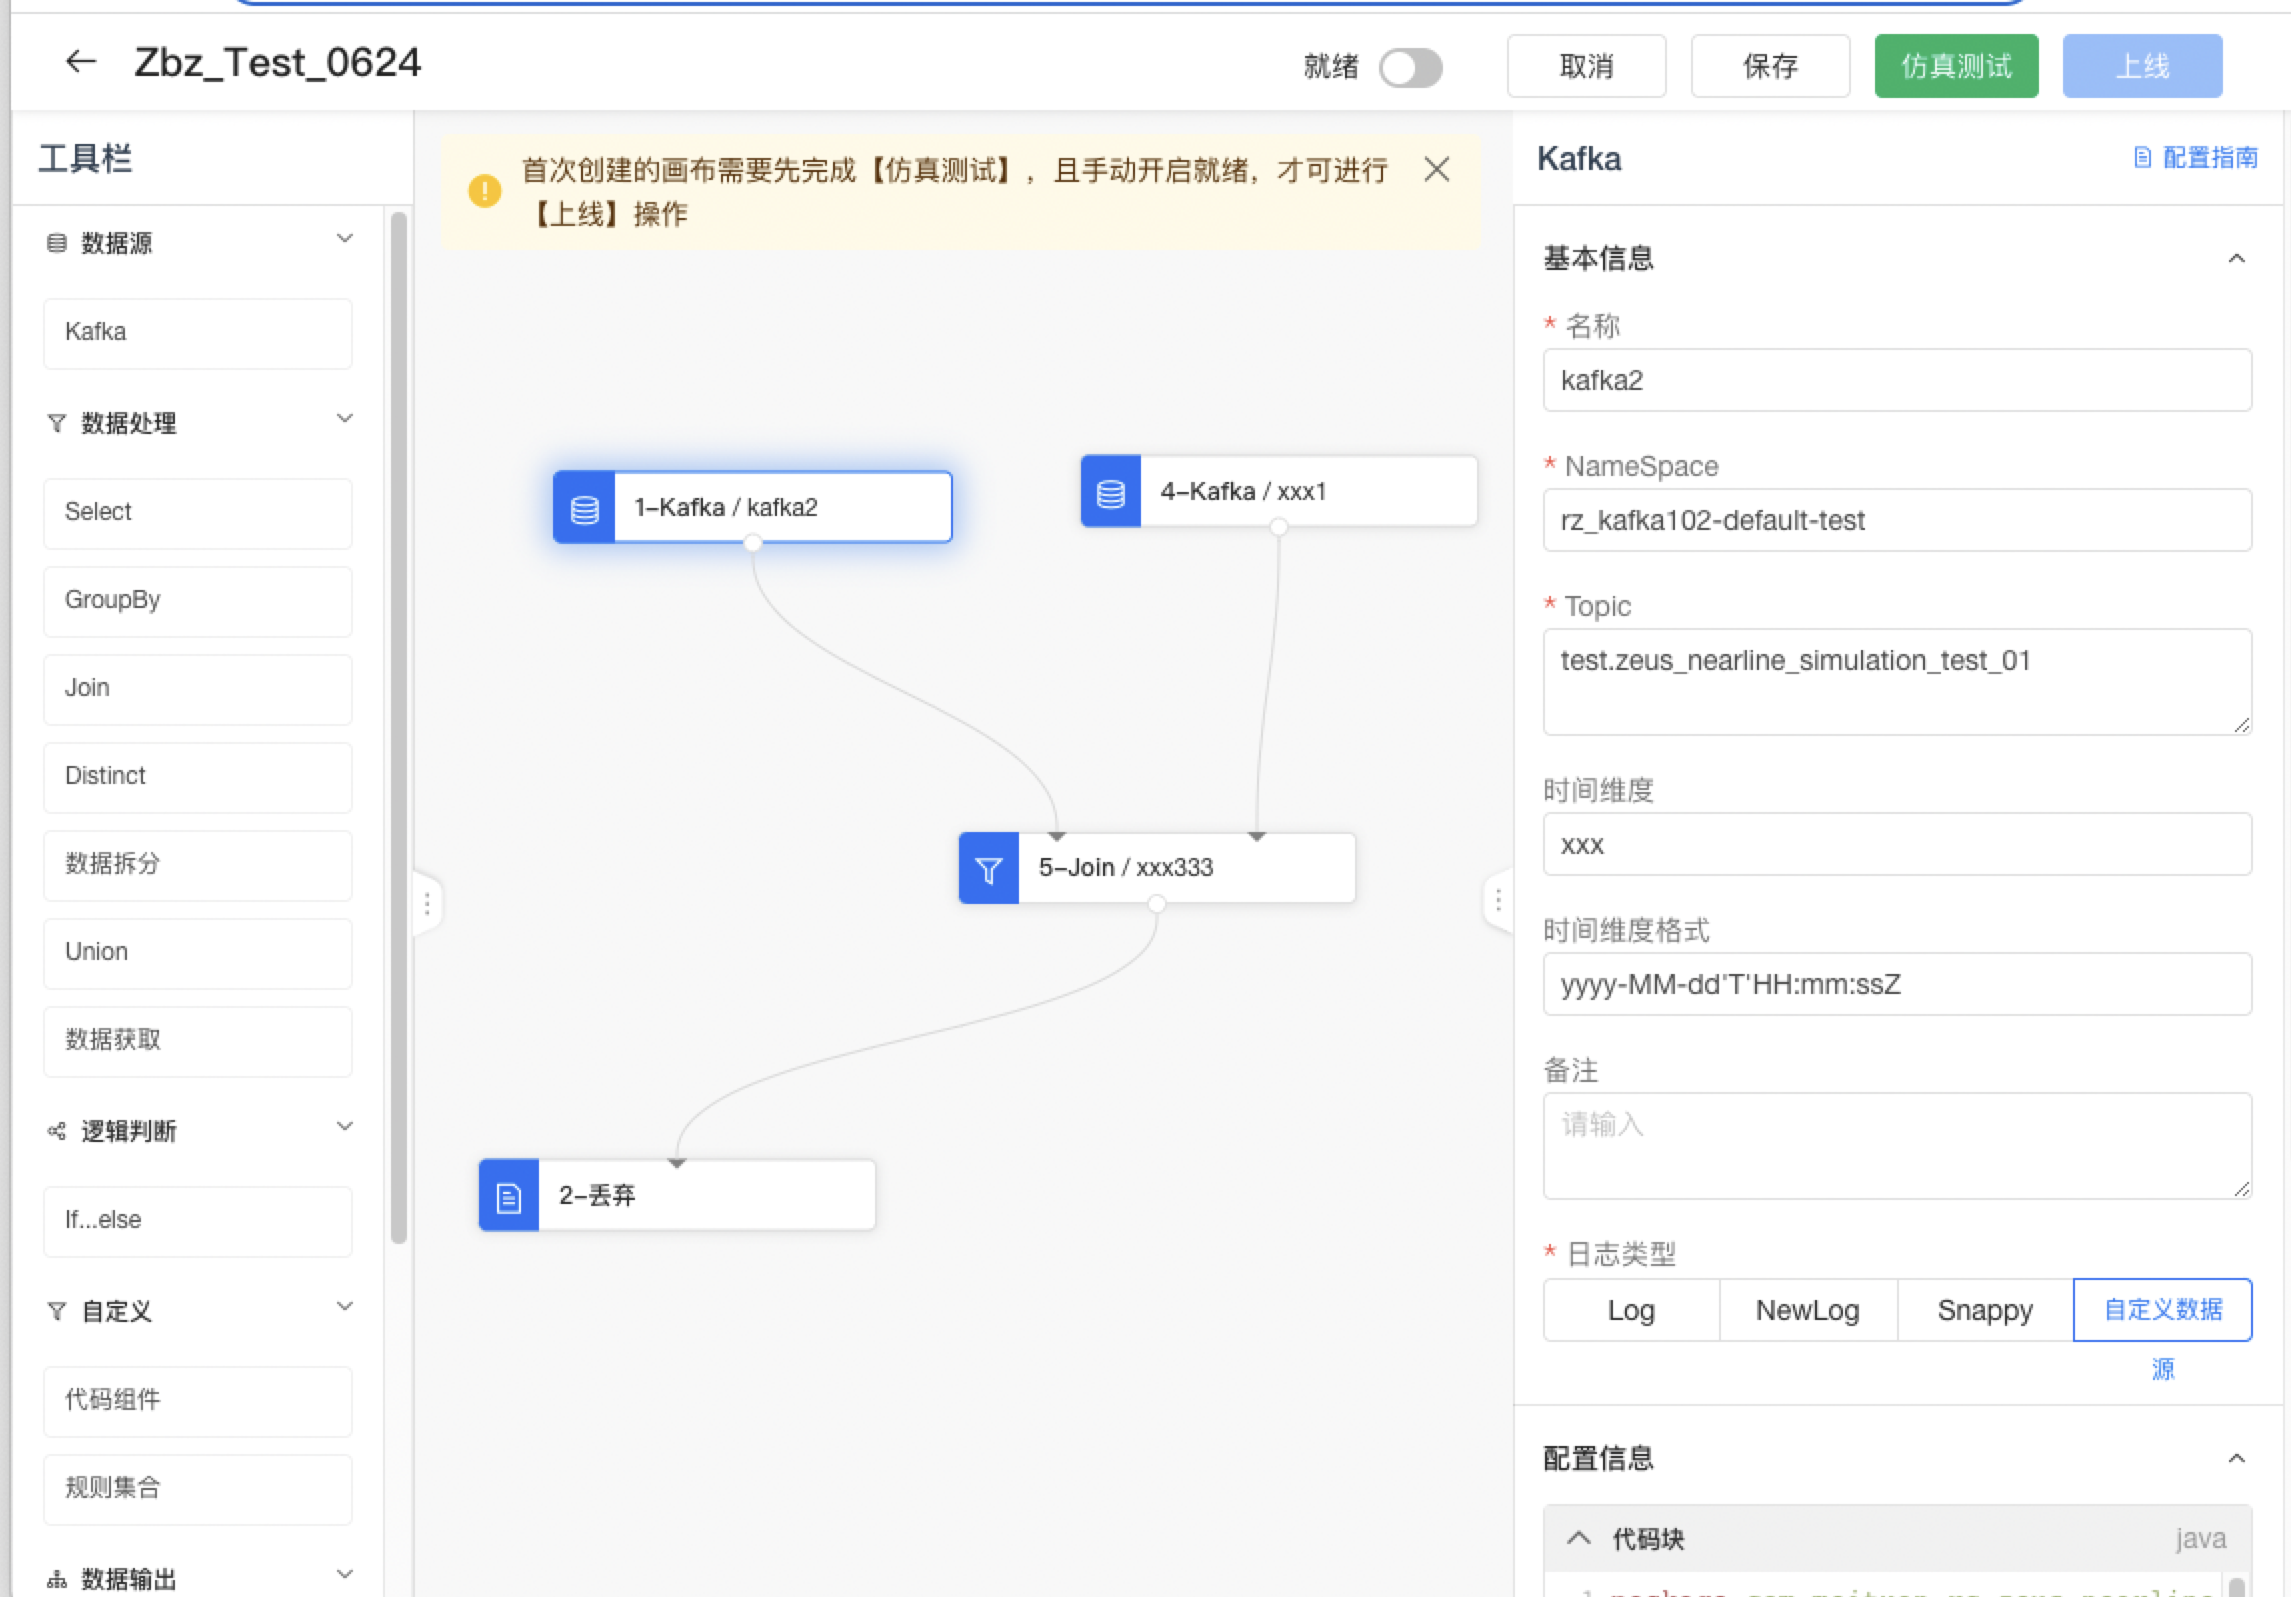 Zbz_Test_0624
就绪
取消
保存
仿真测试
上线
工具栏
数据源
Kafka
数据处理
Select
GroupBy
Join
Distinct
数据拆分
Union
数据获取
逻辑判断
If...else
自定义
代码组件
规则集合
数据输出
首次创建的画布需要先完成【仿真测试】，且手动开启就绪，才可进行
【上线】操作
1-Kafka / kafka2
4-Kafka / xxx1
5-Join / xxx333
2-丢弃
Kafka
配置指南
基本信息
* 名称
kafka2
* NameSpace
rz_kafka102-default-test
* Topic
test.zeus_nearline_simulation_test_01
时间维度
xxx
时间维度格式
yyyy-MM-dd'T'HH:mm:ssZ
备注
请输入
* 日志类型
Log
NewLog
Snappy
自定义数据
源
配置信息
代码块
java